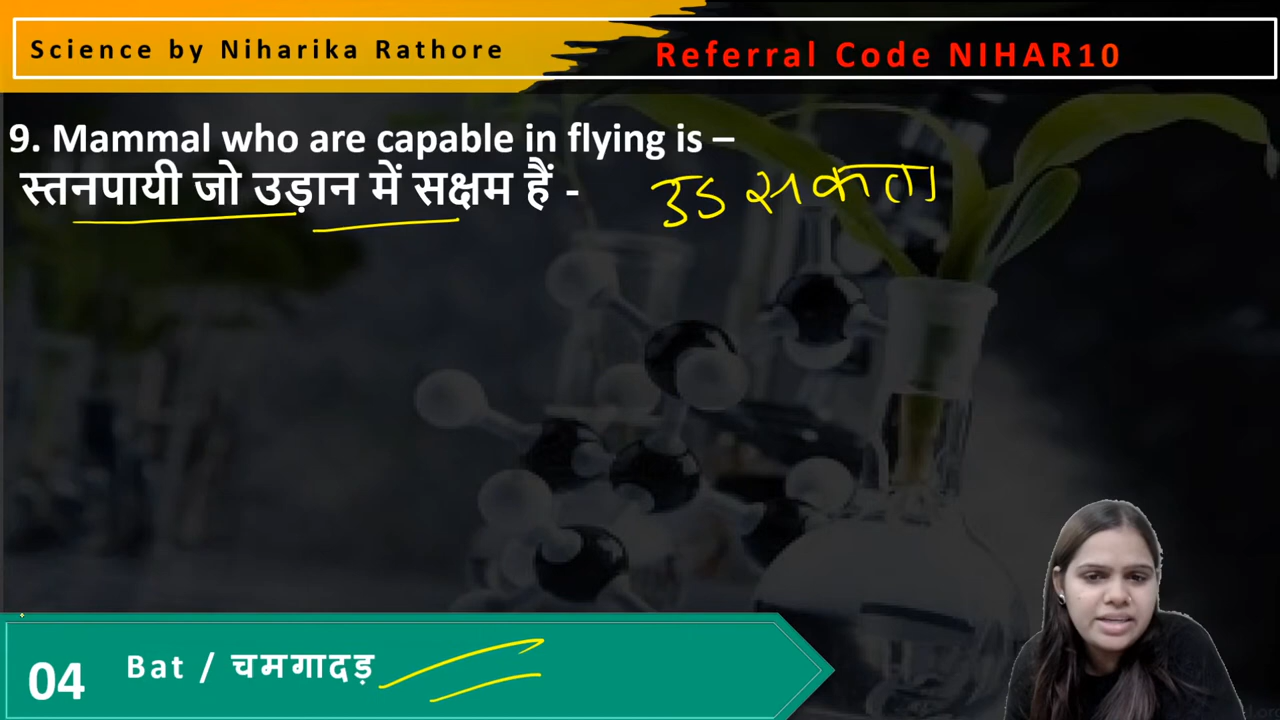 Science by Niharika Rathore
Referral Code NIHAR10
9. Mammal who are capable in flying is –
स्तनपायी जो उड़ान में सक्षम हैं -
उड सकता
04
Bat / चमगादड़